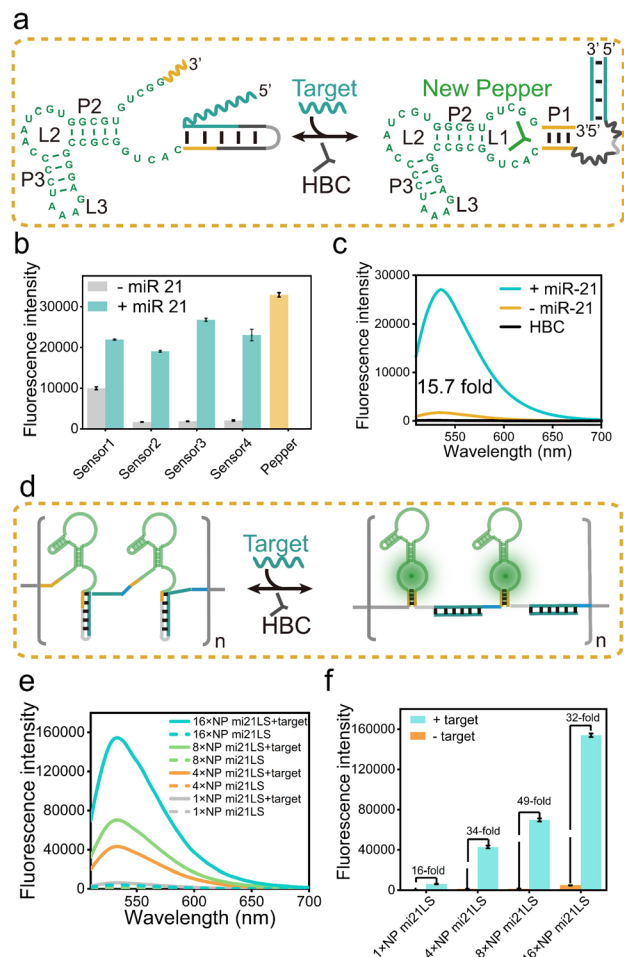 a
3’
5’
Target
HBC
New Pepper
P2
L2
P3
L3
P2
L2
P3
L3
L1
P1
3’ 5’
3’5’
b
- miR 21
+ miR 21
Fluorescence intensity
30000
20000
10000
0
Sensor1
Sensor2
Sensor3
Sensor4
Pepper
c
+ miR-21
- miR-21
HBC
15.7 fold
Fluorescence intensity
30000
20000
10000
0
550
600
650
700
Wavelength (nm)
d
Target
HBC
n
n
e
16×NP mi21LS+target
16×NP mi21LS
8×NP mi21LS+target
8×NP mi21LS
4×NP mi21LS+target
4×NP mi21LS
1×NP mi21LS+target
1×NP mi21LS
Fluorescence intensity
160000
120000
80000
40000
0
550
600
650
700
Wavelength (nm)
f
+ target
- target
16-fold
34-fold
49-fold
32-fold
Fluorescence intensity
160000
120000
80000
40000
0
1×NP mi21LS
4×NP mi21LS
8×NP mi21LS
16×NP mi21LS